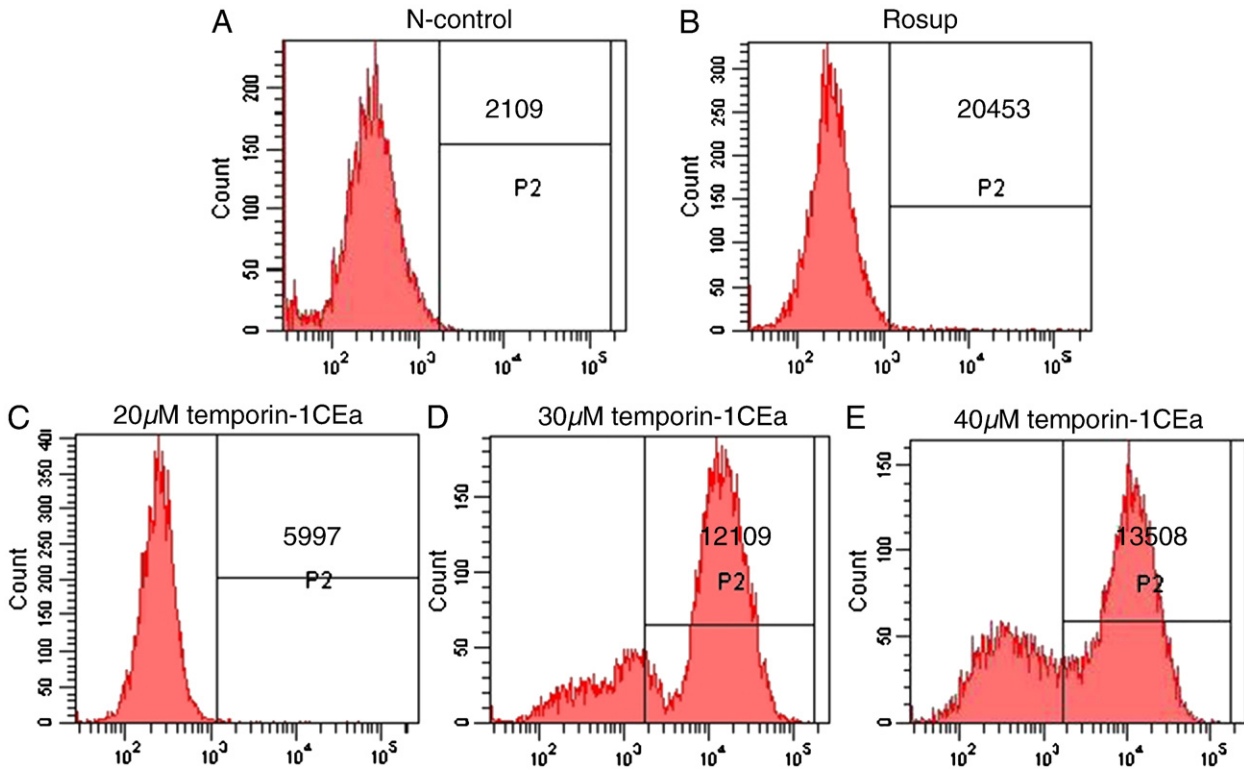 A N-control
200
150
100
50
0
Count
2109
P2
10² 10³ 10⁴ 10⁵
B Rosup
300
250
200
150
100
50
0
Count
20453
P2
10² 10³ 10⁴ 10⁵
C 20μM temporin-1CEa
401
350
300
250
200
150
100
50
0
Count
5997
P2
10² 10³ 10⁴ 10⁵
D 30μM temporin-1CEa
150
100
50
0
Count
12109
P2
10² 10³ 10⁴ 10⁵
E 40μM temporin-1CEa
150
100
50
0
Count
13508
P2
10² 10³ 10⁴ 10⁵